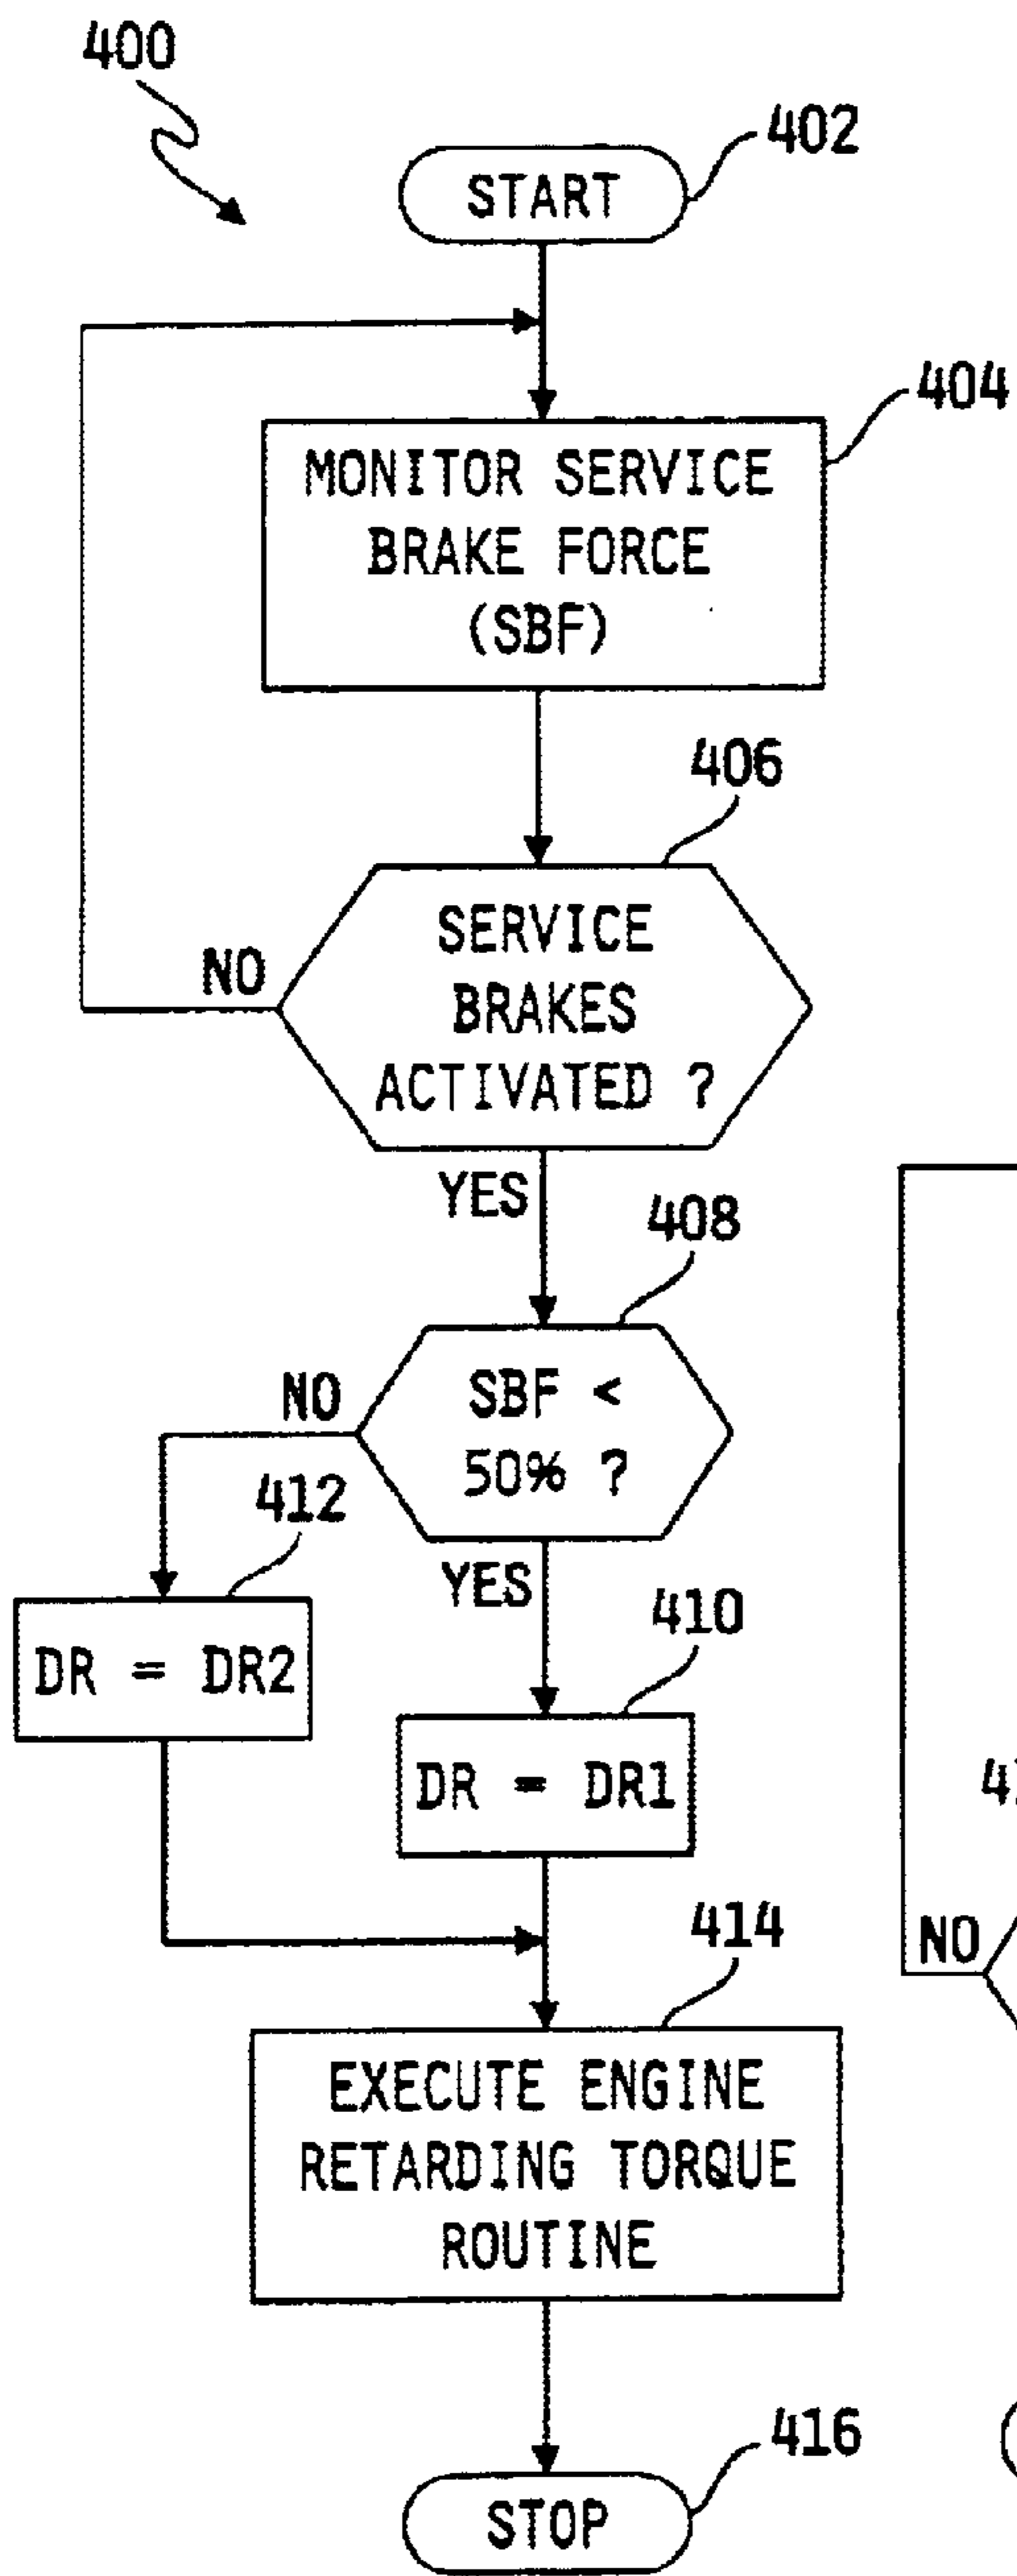 400
402
START
404
MONITOR SERVICE
BRAKE FORCE
(SBF)
406
SERVICE
BRAKES
ACTIVATED ?
NO
YES
408
SBF <
50% ?
NO
YES
412
DR = DR2
410
DR = DR1
414
EXECUTE ENGINE
RETARDING TORQUE
ROUTINE
416
STOP
NO